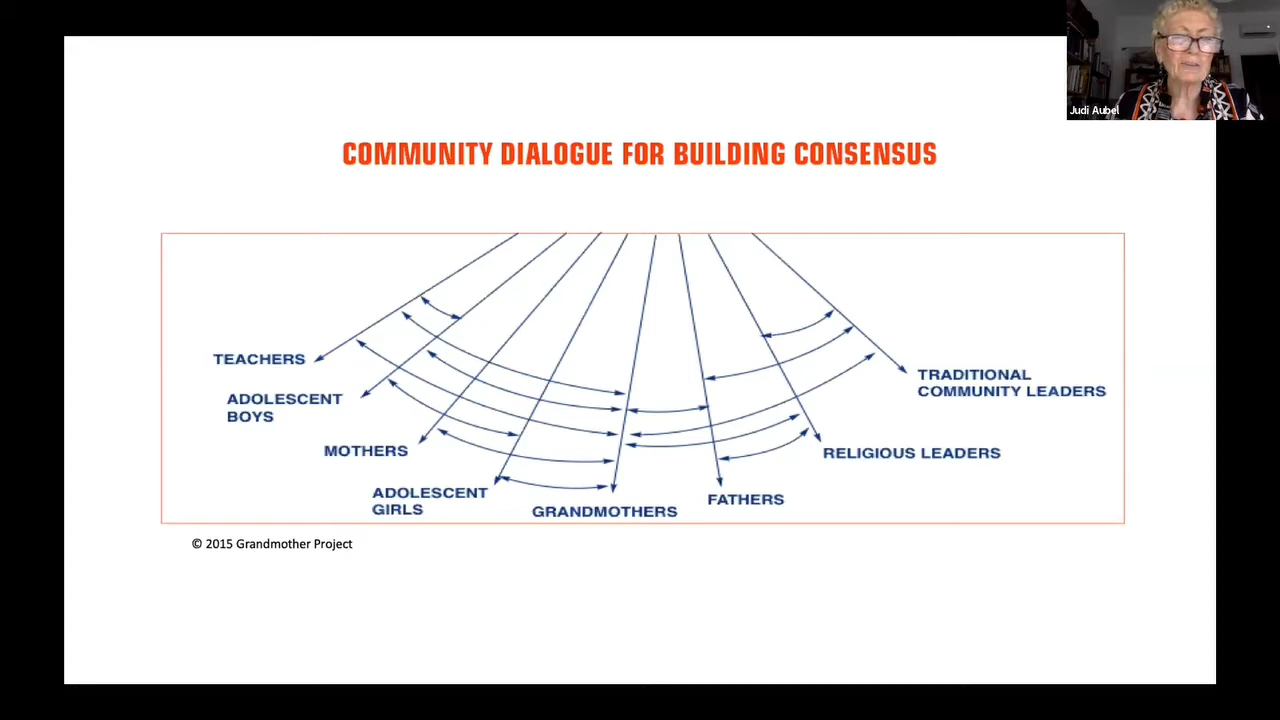 Judi Aubel
COMMUNITY DIALOGUE FOR BUILDING CONSENSUS
TEACHERS
ADOLESCENT
BOYS
MOTHERS
ADOLESCENT
GIRLS
GRANDMOTHERS
FATHERS
RELIGIOUS LEADERS
TRADITIONAL
COMMUNITY LEADERS
© 2015 Grandmother Project